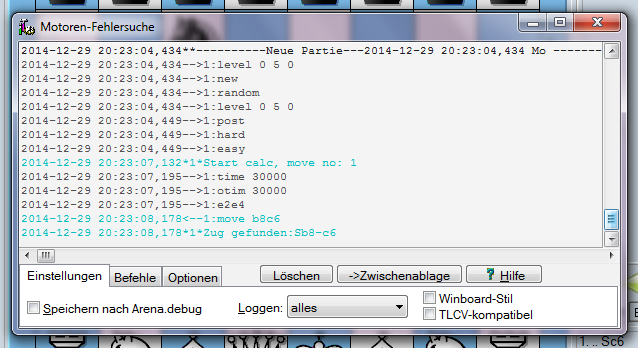 Motoren-Fehlersuche
2014-12-29 20:23:04,434**-----------Neue Partie---2014-12-29 20:23:04,434 Mo -------
2014-12-29 20:23:04,434-->1:level 0 5 0
2014-12-29 20:23:04,434-->1:new
2014-12-29 20:23:04,434-->1:random
2014-12-29 20:23:04,434-->1:level 0 5 0
2014-12-29 20:23:04,449-->1:post
2014-12-29 20:23:04,449-->1:hard
2014-12-29 20:23:04,449-->1:easy
2014-12-29 20:23:07,132*1*Start calc, move no: 1
2014-12-29 20:23:07,195-->1:time 30000
2014-12-29 20:23:07,195-->1:otim 30000
2014-12-29 20:23:07,195-->1:e2e4
2014-12-29 20:23:08,178<--1:move b8c6
2014-12-29 20:23:08,178*1*Zug gefunden:Sb8-c6
Einstellungen Befehle Optionen Löschen ->Zwischenablage ? Hilfe
Speichern nach Arena.debug Loggen: alles Winboard-Stil
TLCV-kompatibel
1. .. Sc6